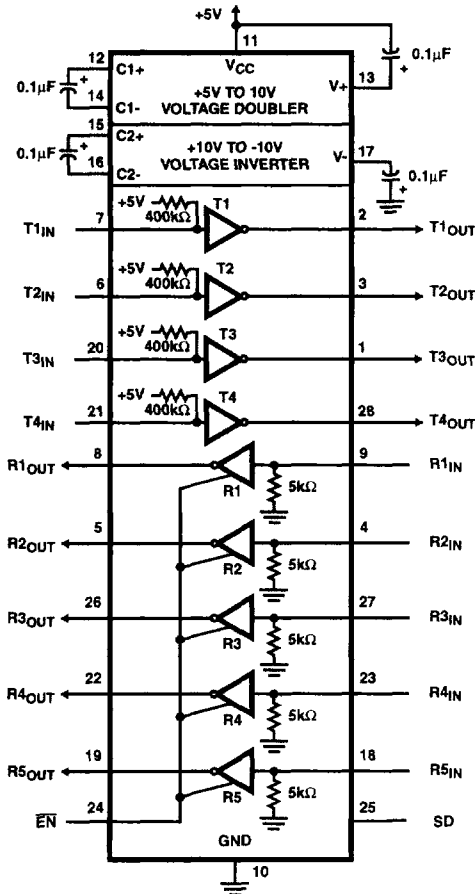 +5V
11
VCC
12
C1+
0.1μF
+
14
C1-
+5V TO 10V
VOLTAGE DOUBLER
V+
13
0.1μF
+
15
C2+
0.1μF
+
16
C2-
+10V TO -10V
VOLTAGE INVERTER
V-
17
0.1μF
+
T1IN
7
+5V
400kΩ
T1
2
T1OUT
T2IN
6
+5V
400kΩ
T2
3
T2OUT
T3IN
20
+5V
400kΩ
T3
1
T3OUT
T4IN
21
+5V
400kΩ
T4
28
T4OUT
R1OUT
8
R1
5kΩ
9
R1IN
R2OUT
5
R2
5kΩ
4
R2IN
R3OUT
26
R3
5kΩ
27
R3IN
R4OUT
22
R4
5kΩ
23
R4IN
R5OUT
19
R5
5kΩ
18
R5IN
E̅N̅
24
GND
25
SD
10